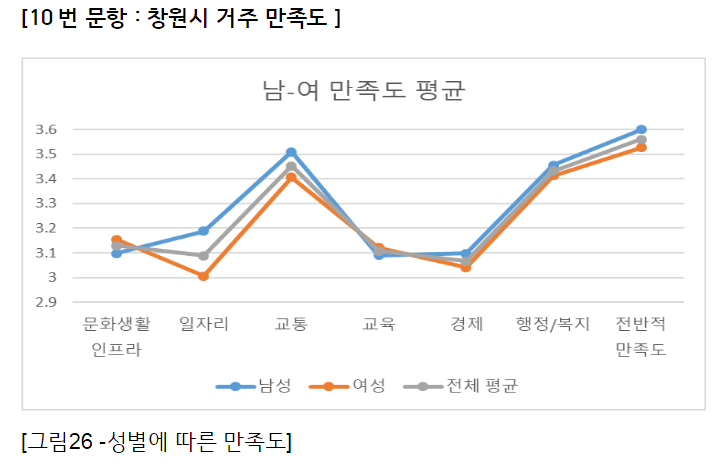 [10번 문항 : 창원시 거주 만족도 ]
남-여 만족도 평균
3.6
3.5
3.4
3.3
3.2
3.1
3
2.9
문화생활 일자리 교통 교육 경제 행정/복지 전반적
인프라 만족도
남성 여성 전체 평균
[그림26 -성별에 따른 만족도]